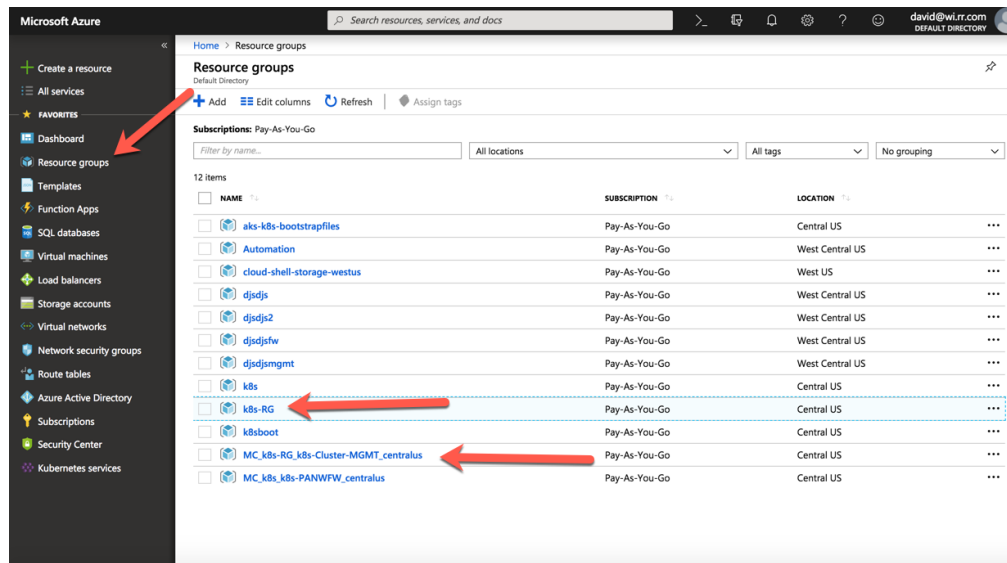 Microsoft Azure
Search resources, services, and docs
david@wi.rr.com
DEFAULT DIRECTORY
Create a resource
All services
FAVORITES
Dashboard
Resource groups
Templates
Function Apps
SQL databases
Virtual machines
Load balancers
Storage accounts
Virtual networks
Network security groups
Route tables
Azure Active Directory
Subscriptions
Security Center
Kubernetes services
Home > Resource groups
Resource groups
Default Directory
Add Edit columns Refresh Assign tags
Subscriptions: Pay-As-You-Go
Filter by name... All locations All tags No grouping
12 items
NAME SUBSCRIPTION LOCATION
aks-k8s-bootstrapfiles Pay-As-You-Go Central US
Automation Pay-As-You-Go West Central US
cloud-shell-storage-westus Pay-As-You-Go West US
djsdjs Pay-As-You-Go West Central US
djsdjs2 Pay-As-You-Go West Central US
djsdjsfw Pay-As-You-Go West Central US
djsdjsmgmt Pay-As-You-Go West Central US
k8s Pay-As-You-Go Central US
k8s-RG Pay-As-You-Go Central US
k8sboot Pay-As-You-Go Central US
MC_k8s-RG_k8s-Cluster-MGMT_centralus Pay-As-You-Go Central US
MC_k8s_k8s-PANWFW_centralus Pay-As-You-Go Central US